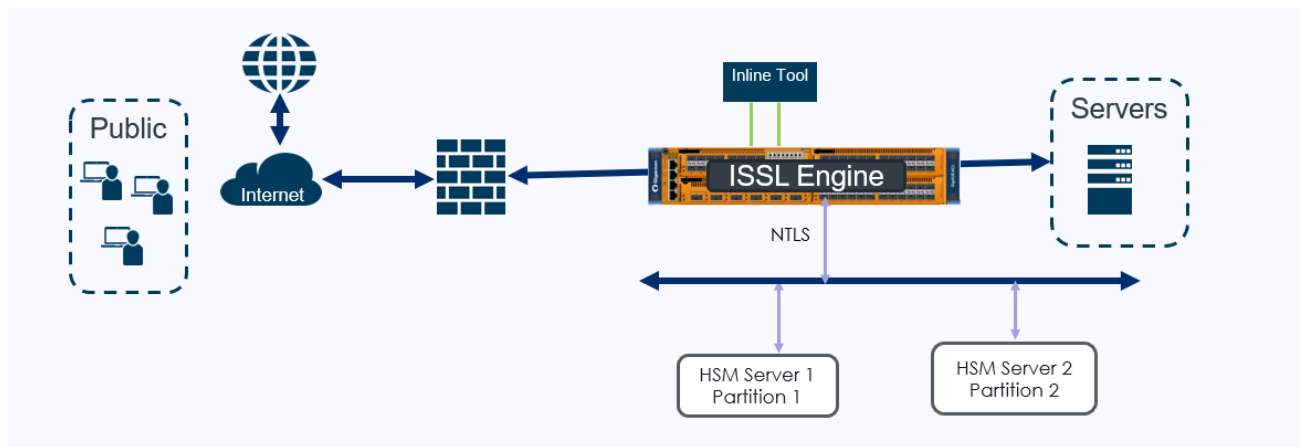 Public
Internet
Inline Tool
ISSL Engine
Servers
NTLS
HSM Server 1
Partition 1
HSM Server 2
Partition 2